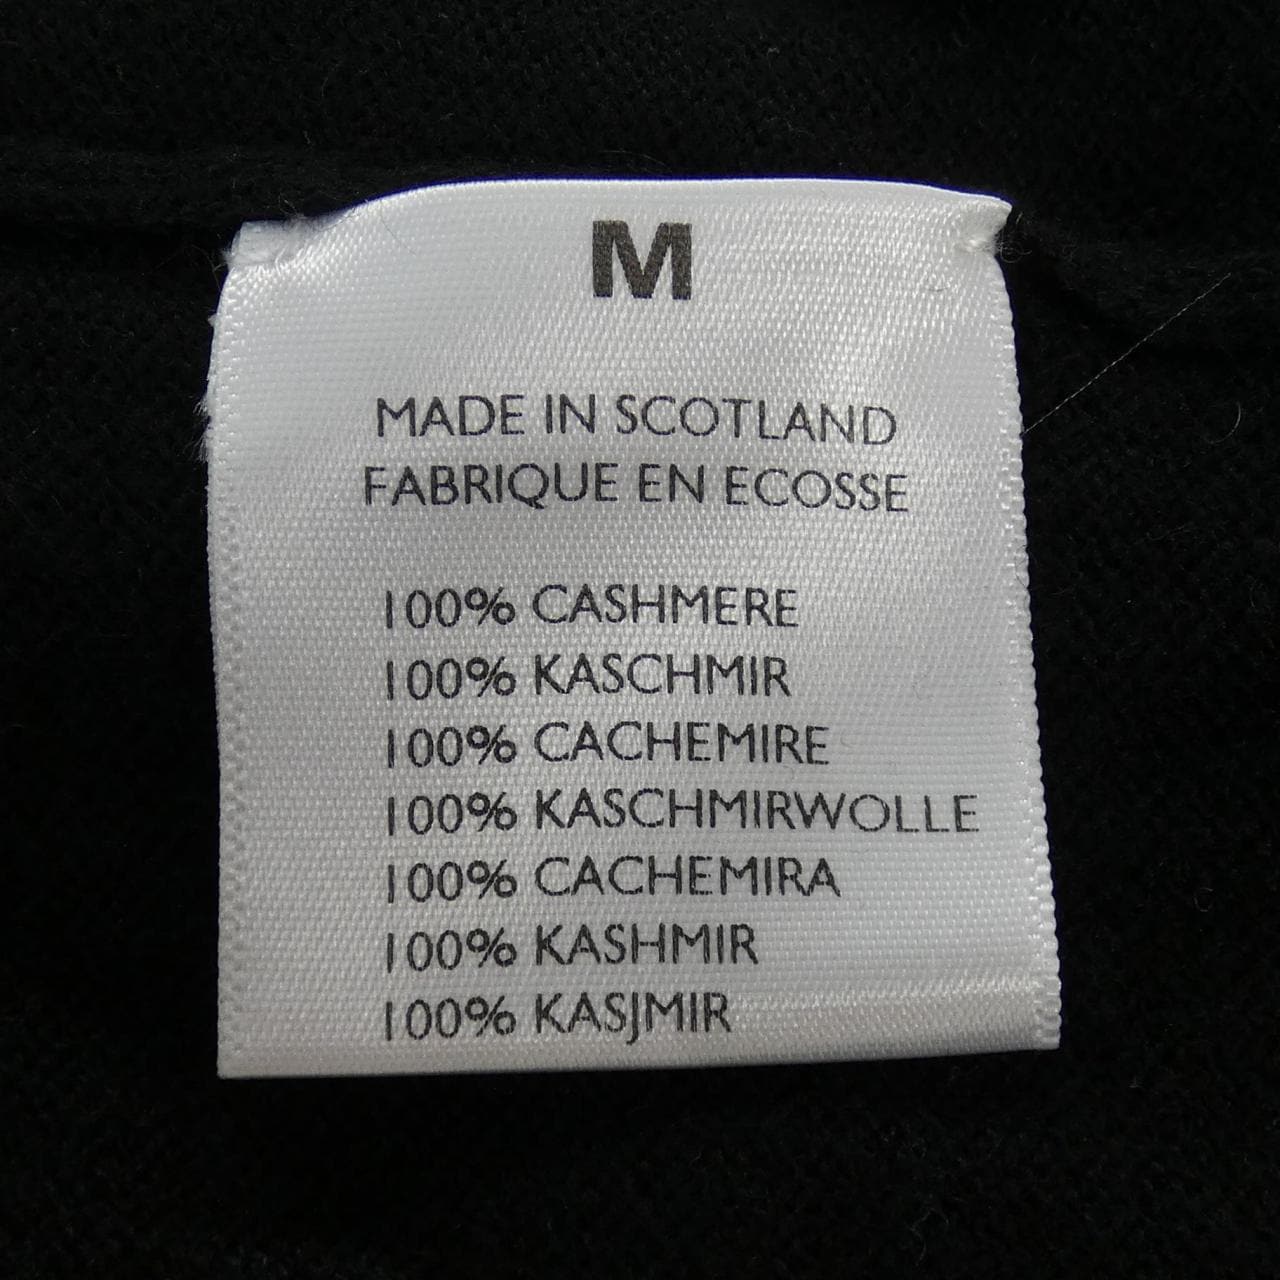 M
MADE IN SCOTLAND
FABRIQUE EN ECOSSE
100% CASHMERE
100% KASCHMIR
100% CACHEMIRE
100% KASCHMIRWOLLE
100% CACHEMIRA
100% KASHMIR
100% KASJMIR